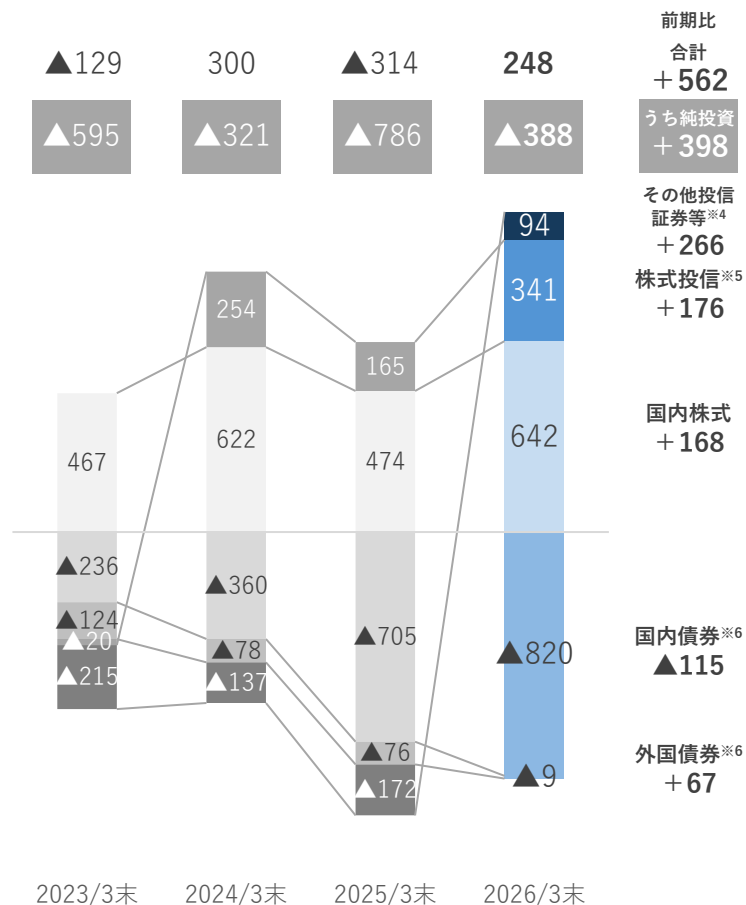 前期比
▲129 300 ▲314 248 合計
+562
▲595 ▲321 ▲786 ▲388 うち純投資
+398
その他投信
証券等※4
+266
94
株式投信※5
+176
254 341
165
国内株式
+168
467 622 474 642
▲236 ▲360 ▲705 ▲820 国内債券※6
▲115
▲124 ▲78 ▲76 ▲9 外国債券※6
+67
▲20
▲215 ▲137 ▲172
2023/3末 2024/3末 2025/3末 2026/3末